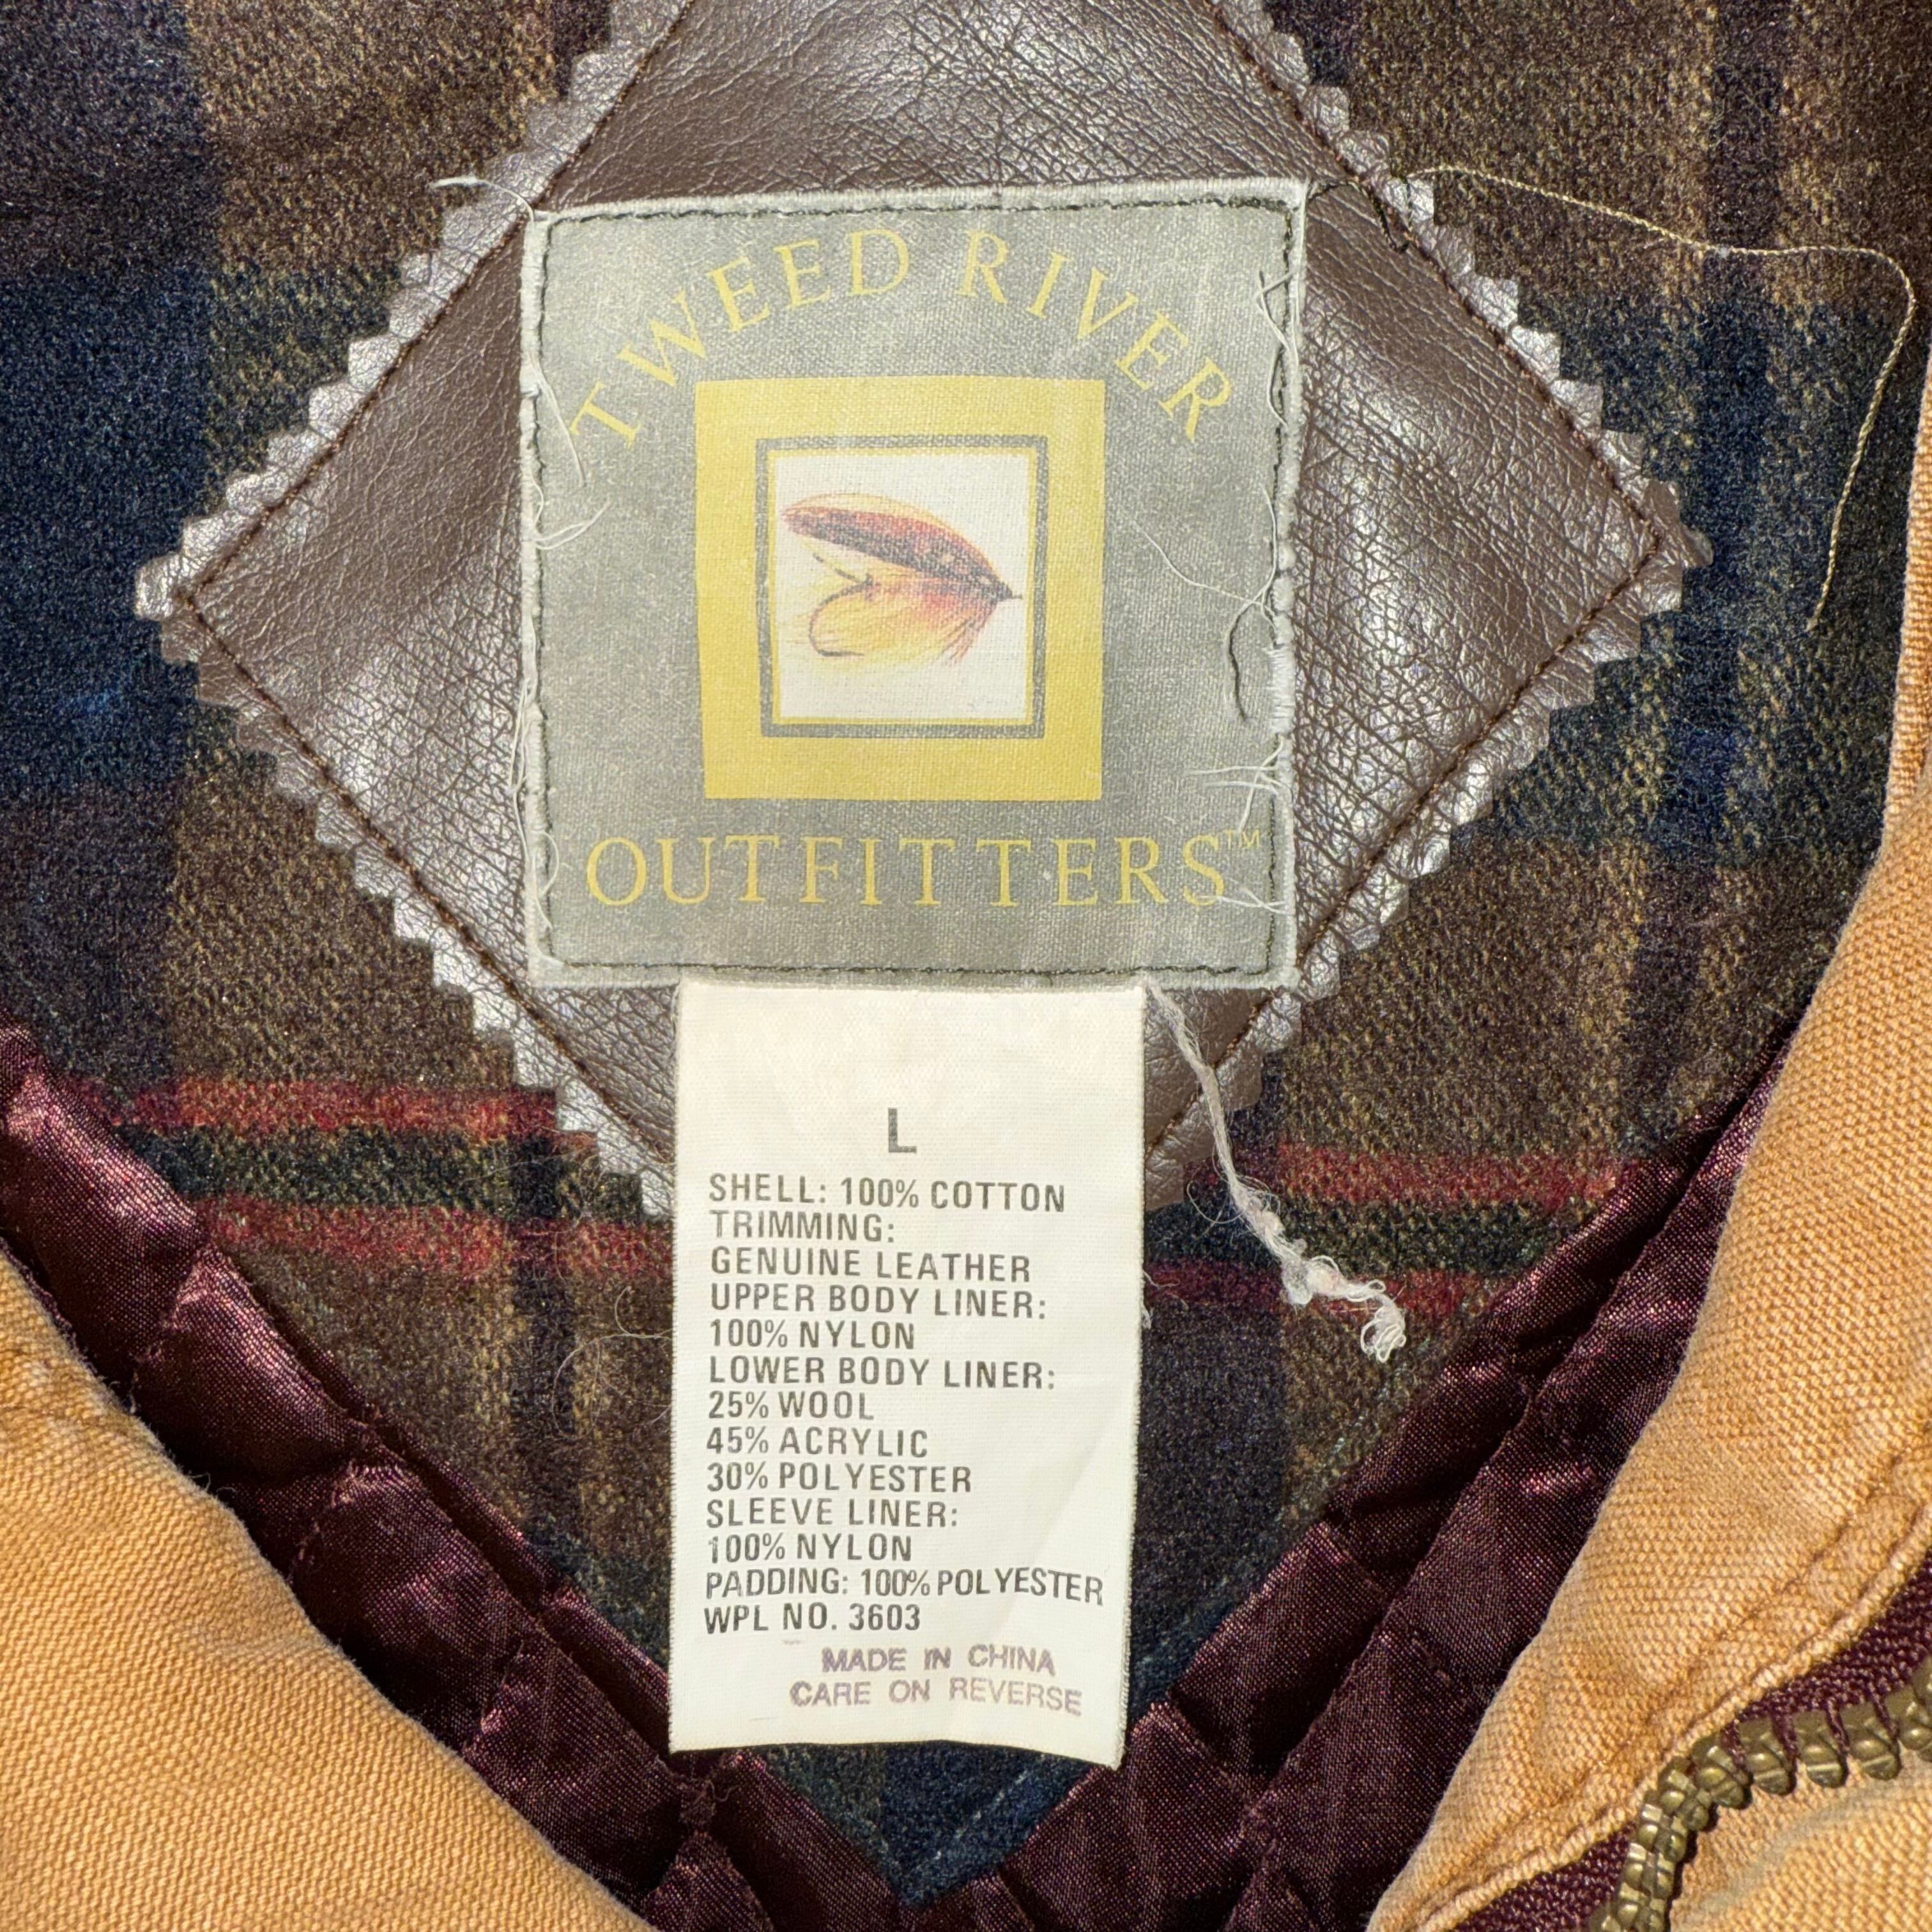 TWEED RIVER
OUTFITTERS™
L
SHELL: 100% COTTON
TRIMMING:
GENUINE LEATHER
UPPER BODY LINER:
100% NYLON
LOWER BODY LINER:
25% WOOL
45% ACRYLIC
30% POLYESTER
SLEEVE LINER:
100% NYLON
PADDING: 100% POLYESTER
WPL NO. 3603
MADE IN CHINA
CARE ON REVERSE